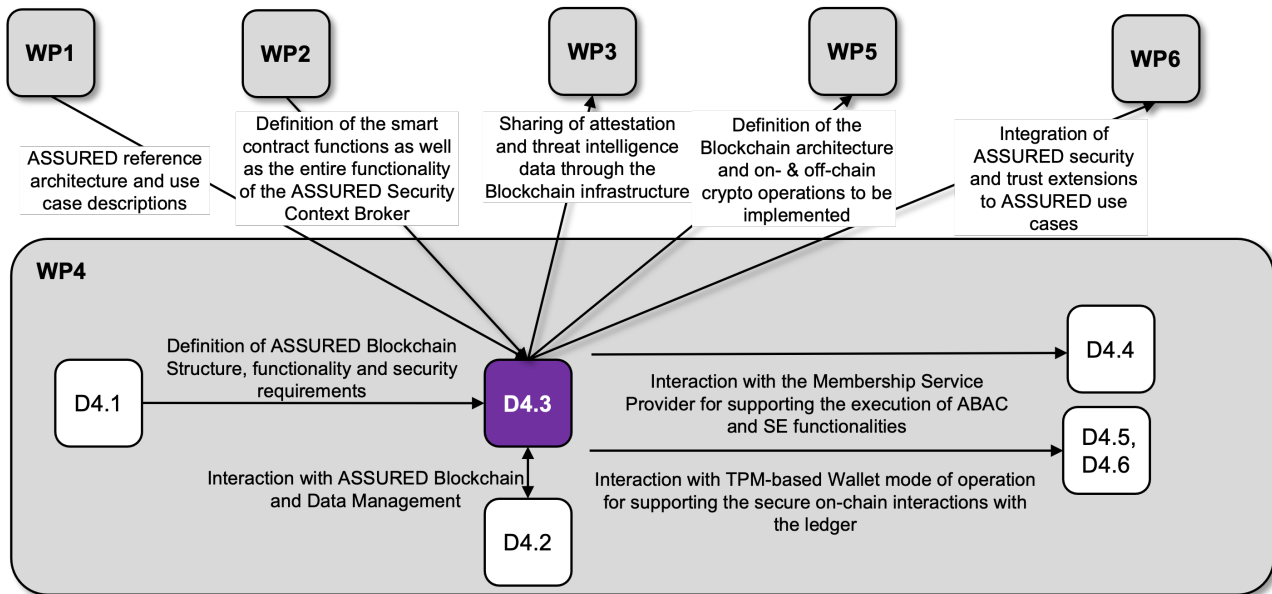 WP1
WP2
WP3
WP5
WP6
ASSURED reference
architecture and use
case descriptions
Definition of the smart
contract functions as well
as the entire functionality
of the ASSURED Security
Context Broker
Sharing of attestation
and threat intelligence
data through the
Blockchain infrastructure
Definition of the
Blockchain architecture
and on- & off-chain
crypto operations to be
implemented
Integration of
ASSURED security
and trust extensions
to ASSURED use
cases
WP4
D4.1
Definition of ASSURED Blockchain
Structure, functionality and security
requirements
D4.3
Interaction with ASSURED Blockchain
and Data Management
D4.2
D4.4
Interaction with the Membership Service
Provider for supporting the execution of ABAC
and SE functionalities
D4.5,
D4.6
Interaction with TPM-based Wallet mode of operation
for supporting the secure on-chain interactions with
the ledger